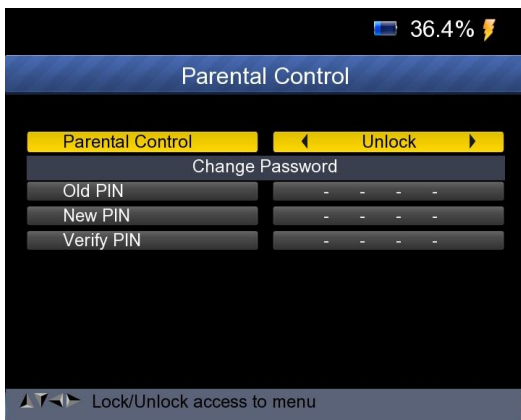 36.4%
Parental Control
Parental Control Unlock
Change Password
Old PIN - - - -
New PIN - - - -
Verify PIN - - - -
Lock/Unlock access to menu